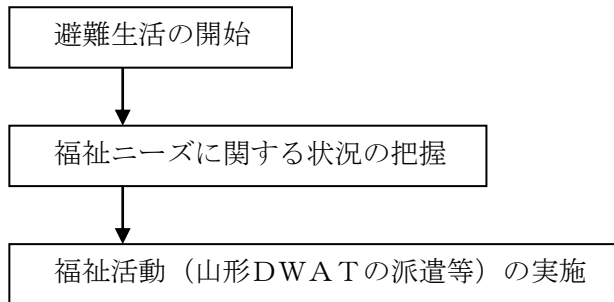 避難生活の開始
福祉ニーズに関する状況の把握
福祉活動（山形ＤＷＡＴの派遣等）の実施